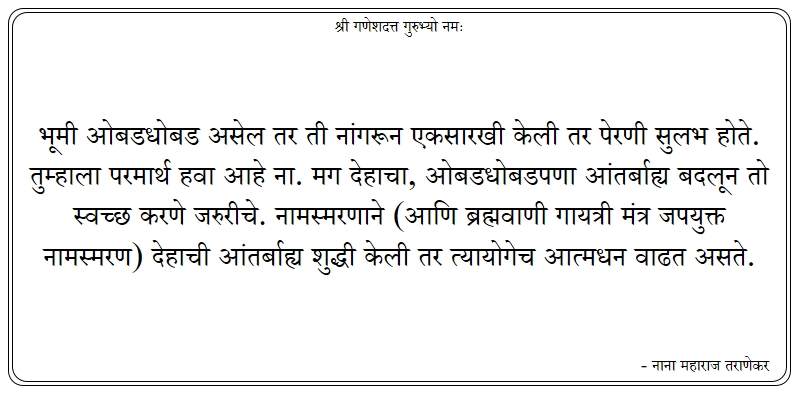 श्री गणेशदत्त गुरुभ्यो नमः
भूमी ओबडधोबड असेल तर ती नांगरून एकसारखी केली तर पेरणी सुलभ होते.
तुम्हाला परमार्थ हवा आहे ना. मग देहाचा, ओबडधोबडपणा आंतर्बाह्य बदलून तो
स्वच्छ करणे जरुरीचे. नामस्मरणाने (आणि ब्रह्मवाणी गायत्री मंत्र जपयुक्त
नामस्मरण) देहाची आंतर्बाह्य शुद्धी केली तर त्यायोगेच आत्मधन वाढत असते.
- नाना महाराज तराणेकर